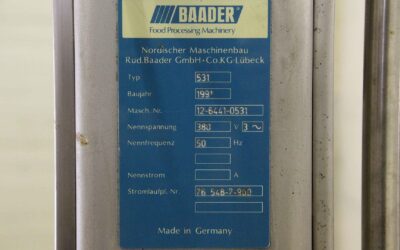 BAADER
Food Processing Machinery
Nordischer Maschinenbau
Rud.Baader GmbH+Co.KG·Lübeck
Typ 531
Baujahr
Masch. Nr. 12-6441-0531
Nennspannung 380 V 3 ~
Nennfrequenz 50 Hz
Nennstrom A
Stromlaufpl. Nr.
Made in Germany